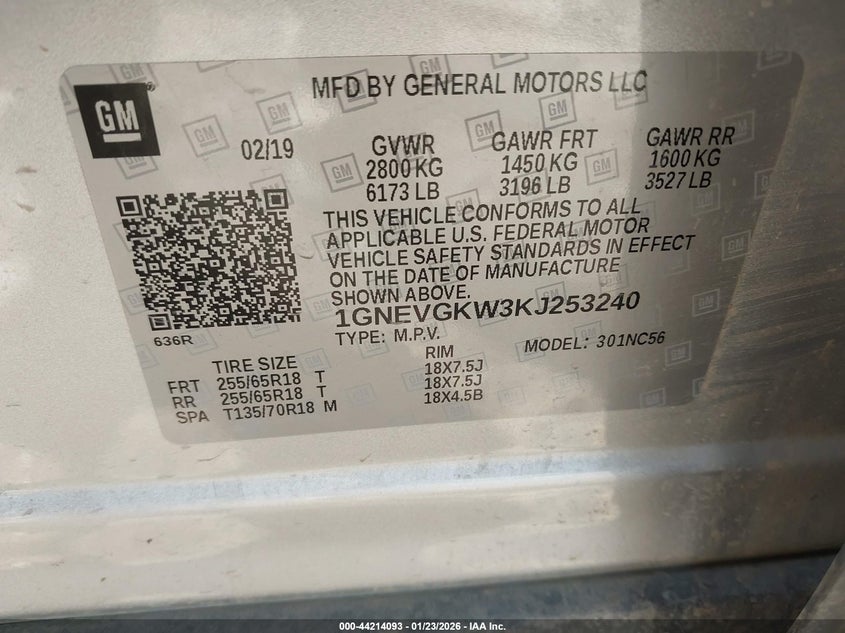 GM
MFD BY GENERAL MOTORS LLC
02/19
GVWR GAWR FRT GAWR RR
2800 KG 1450 KG 1600 KG
6173 LB 3196 LB 3527 LB
THIS VEHICLE CONFORMS TO ALL
APPLICABLE U.S. FEDERAL MOTOR
VEHICLE SAFETY STANDARDS IN EFFECT
ON THE DATE OF MANUFACTURE
SHOWN ABOVE.
1GNEVGKW3KJ253240
636R
TYPE: M.P.V. MODEL: 301NC56
TIRE SIZE RIM
FRT 255/65R18 T 18X7.5J
RR 255/65R18 T 18X7.5J
SPA T135/70R18 M 18X4.5B
000-44214093 - 01/23/2026 - IAA Inc.